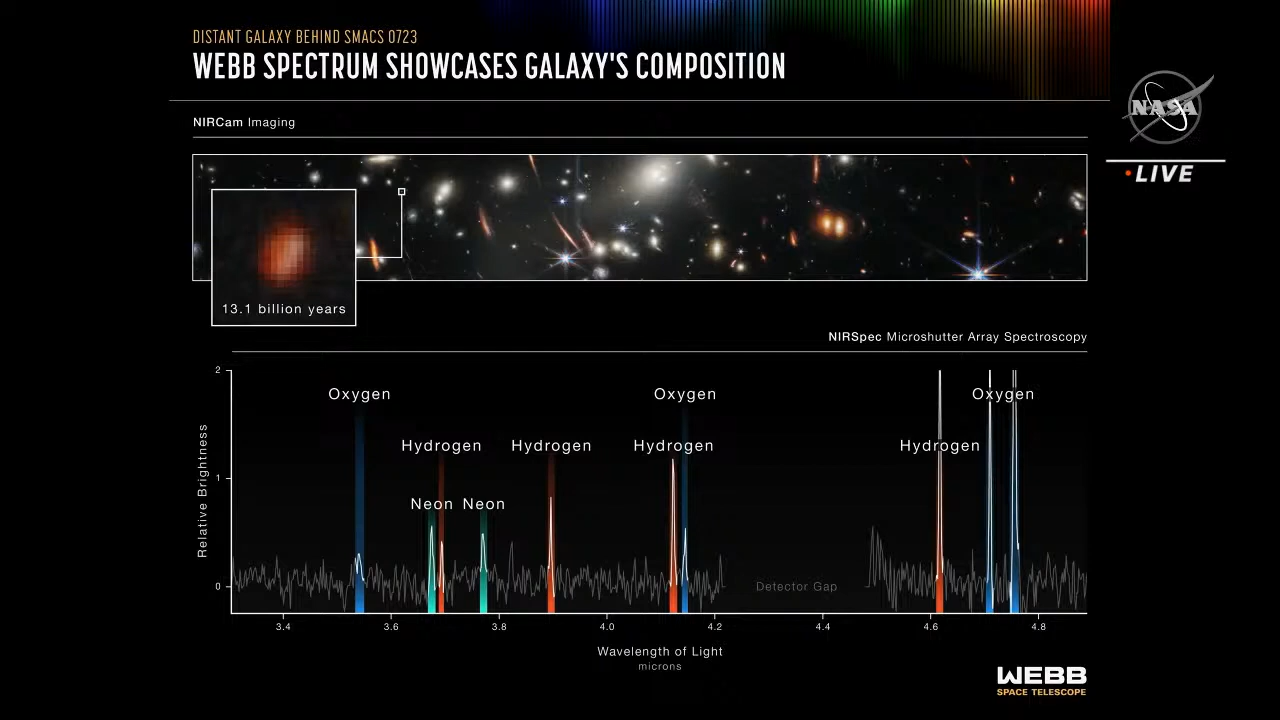 DISTANT GALAXY BEHIND SMACS 0723
WEBB SPECTRUM SHOWCASES GALAXY'S COMPOSITION
NASA
LIVE
NIRCam Imaging
13.1 billion years
NIRSpec Microshutter Array Spectroscopy
2
Oxygen
Oxygen
Oxygen
Hydrogen
Hydrogen
Hydrogen
Hydrogen
1
Neon
Neon
Relative Brightness
0
Detector Gap
3.4
3.6
3.8
4.0
4.2
4.4
4.6
4.8
Wavelength of Light
microns
WEBB
SPACE TELESCOPE